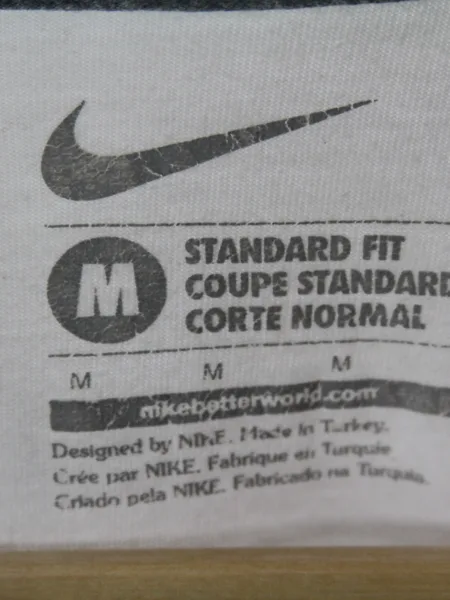 M
STANDARD FIT
COUPE STANDARD
CORTE NORMAL
M M M
nikebetterworld.com
Designed by NIKE. Made in Turkey.
Crée par NIKE. Fabrique en Turquie
Criado pela NIKE. Fabricado na Turquia.